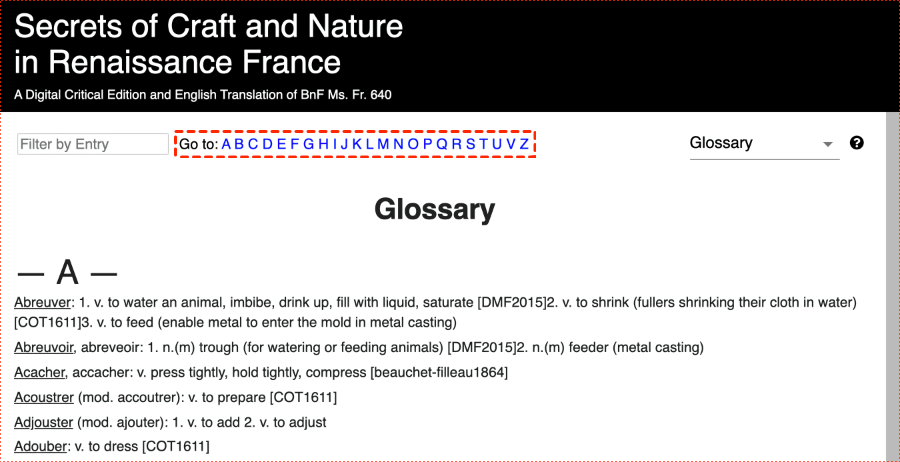 Secrets of Craft and Nature
in Renaissance France
A Digital Critical Edition and English Translation of BnF Ms. Fr. 640
Filter by Entry Go to: A B C D E F G H I J K L M N O P Q R S T U V Z Glossary ?
Glossary
— A —
Abreuver: 1. v. to water an animal, imbibe, drink up, fill with liquid, saturate [DMF2015]2. v. to shrink (fullers shrinking their cloth in water)
[COT1611]3. v. to feed (enable metal to enter the mold in metal casting)
Abreuvoir, abreveoir: 1. n.(m) trough (for watering or feeding animals) [DMF2015]2. n.(m) feeder (metal casting)
Acacher, accacher: v. press tightly, hold tightly, compress [beauchet-filleau1864]
Acoustrer (mod. accoutrer): v. to prepare [COT1611]
Adjouster (mod. ajouter): 1. v. to add 2. v. to adjust
Adouber: v. to dress [COT1611]